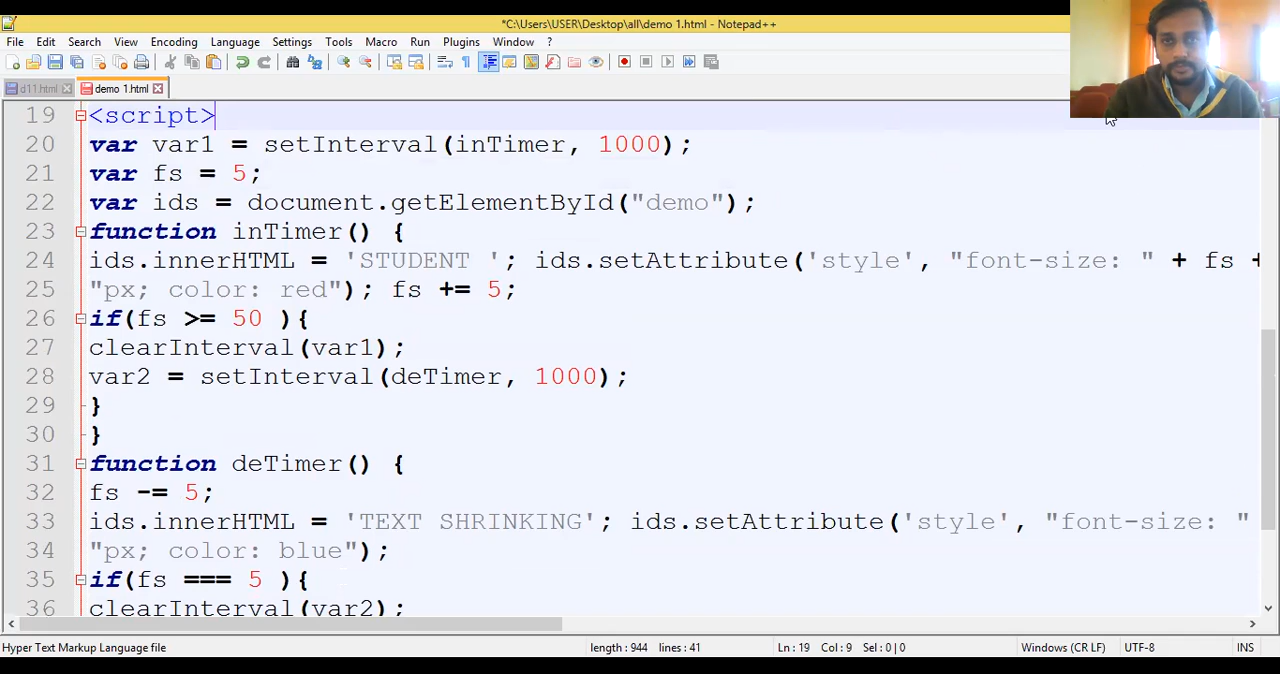 *C:\Users\USER\Desktop\all\demo 1.html - Notepad++
File Edit Search View Encoding Language Settings Tools Macro Run Plugins Window ?
d11.html demo 1.html
19 <script>
20 var var1 = setInterval(inTimer, 1000);
21 var fs = 5;
22 var ids = document.getElementById("demo");
23 function inTimer() {
24 ids.innerHTML = 'STUDENT '; ids.setAttribute('style', "font-size: " + fs +
25 "px; color: red"); fs += 5;
26 if(fs >= 50 ){
27 clearInterval(var1);
28 var2 = setInterval(deTimer, 1000);
29 }
30 }
31 function deTimer() {
32 fs -= 5;
33 ids.innerHTML = 'TEXT SHRINKING'; ids.setAttribute('style', "font-size: "
34 "px; color: blue");
35 if(fs === 5 ){
36 clearInterval(var2);
Hyper Text Markup Language file length : 944 lines : 41 Ln : 19 Col : 9 Sel : 0 | 0 Windows (CR LF) UTF-8 INS